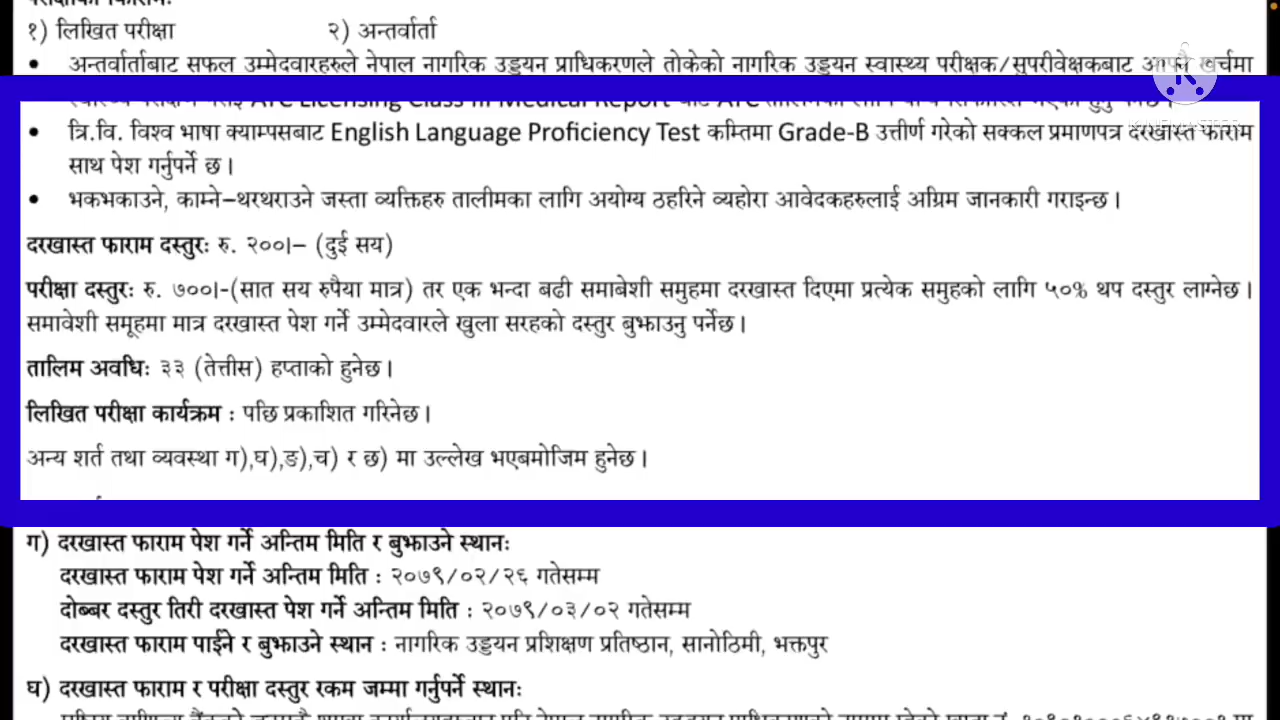 १) लिखित परीक्षा २) अन्तर्वार्ता
• अन्तर्वार्ताबाट सफल उम्मेदवारहरुले नेपाल नागरिक उड्डयन प्राधिकरणले तोकेको नागरिक उड्डयन स्वास्थ्य परीक्षक/सुपरीवेक्षकबाट आफ्नै खर्चमा
ATC Licensing Class III Medical Report
• त्रि.वि. विश्व भाषा क्याम्पसबाट English Language Proficiency Test कम्तिमा Grade-B उत्तीर्ण गरेको सक्कल प्रमाणपत्र दरखास्त फाराम
साथ पेश गर्नुपर्ने छ।
• भकभकाउने, काम्ने–थरथराउने जस्ता व्यक्तिहरु तालीमका लागि अयोग्य ठहरिने व्यहोरा आवेदकहरुलाई अग्रिम जानकारी गराइन्छ।
दरखास्त फाराम दस्तुरः रु. २००।– (दुई सय)
परीक्षा दस्तुरः रु. ७००।-(सात सय रुपैया मात्र) तर एक भन्दा बढी समाबेशी समुहमा दरखास्त दिएमा प्रत्येक समुहको लागि ५०% थप दस्तुर लाग्नेछ।
समावेशी समूहमा मात्र दरखास्त पेश गर्ने उम्मेदवारले खुला सरहको दस्तुर बुझाउनु पर्नेछ।
तालिम अवधिः ३३ (तेत्तीस) हप्ताको हुनेछ।
लिखित परीक्षा कार्यक्रम : पछि प्रकाशित गरिनेछ।
अन्य शर्त तथा व्यवस्था ग),घ),ङ),च) र छ) मा उल्लेख भएबमोजिम हुनेछ।
ग) दरखास्त फाराम पेश गर्ने अन्तिम मिति र बुझाउने स्थानः
दरखास्त फाराम पेश गर्ने अन्तिम मिति : २०७९/०२/२६ गतेसम्म
दोब्बर दस्तुर तिरी दरखास्त पेश गर्ने अन्तिम मिति : २०७९/०३/०२ गतेसम्म
दरखास्त फाराम पाईने र बुझाउने स्थान : नागरिक उड्डयन प्रशिक्षण प्रतिष्ठान, सानोठिमी, भक्तपुर
घ) दरखास्त फाराम र परीक्षा दस्तुर रकम जम्मा गर्नुपर्ने स्थानः